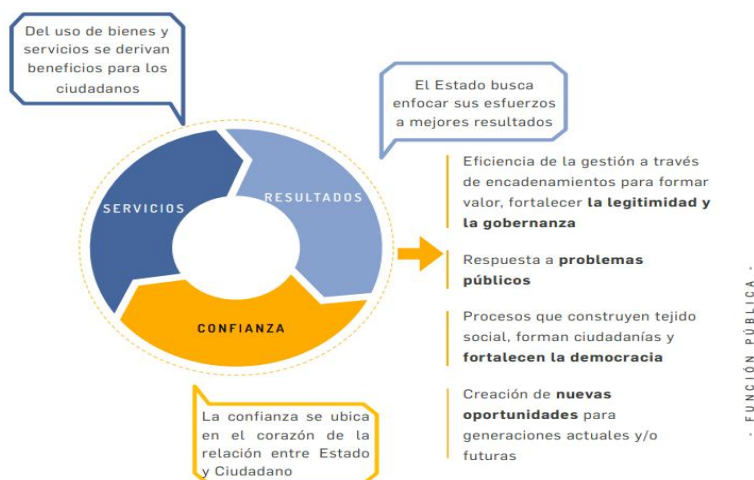 Del uso de bienes y
servicios se derivan
beneficios para los
ciudadanos
El Estado busca
enfocar sus esfuerzos
a mejores resultados
SERVICIOS
RESULTADOS
CONFIANZA
La confianza se ubica
en el corazón de la
relación entre Estado
y Ciudadano
Eficiencia de la gestión a través
de encadenamientos para formar
valor, fortalecer la legitimidad y
la gobernanza
Respuesta a problemas
públicos
Procesos que construyen tejido
social, forman ciudadanías y
fortalecen la democracia
Creación de nuevas
oportunidades para
generaciones actuales y/o
futuras
- FUNCIÓN PÚBLICA -